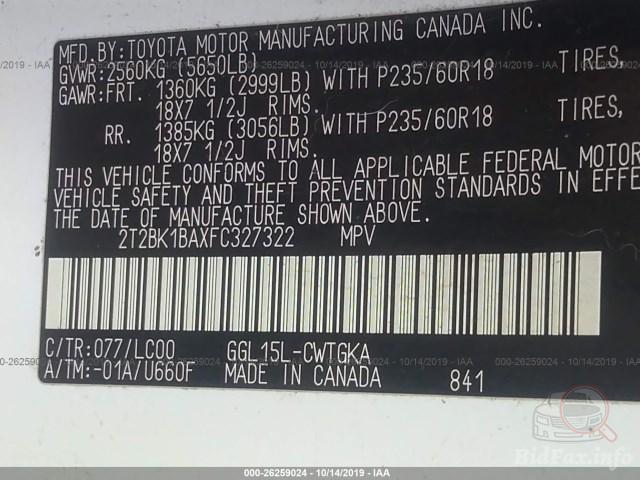 MFD.BY:TOYOTA MOTOR MANUFACTURING CANADA INC.
GVWR:2560KG (5650LB)
GAWR:FRT. 1360KG (2999LB) WITH P235/60R18 TIRES,
18X7 1/2J RIMS.
RR. 1385KG (3056LB) WITH P235/60R18 TIRES,
18X7 1/2J RIMS.
THIS VEHICLE CONFORMS TO ALL APPLICABLE FEDERAL MOTOR
VEHICLE SAFETY AND THEFT PREVENTION STANDARDS IN EFFE
THE DATE OF MANUFACTURE SHOWN ABOVE.
2T2BK1BAXFC327322 MPV
C/TR:077/LC00 GGL15L-CWTGKA
A/TM:-01A/U660F MADE IN CANADA 841
BidFax.info
000-26259024 - 10/14/2019 - IAA